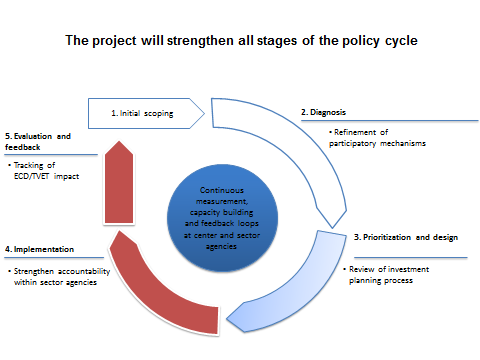 The project will strengthen all stages of the policy cycle
1. Initial scoping
2. Diagnosis
• Refinement of
participatory mechanisms
5. Evaluation and
feedback
• Tracking of
ECD/TVET impact
Continuous
measurement,
capacity building
and feedback loops
at center and sector
agencies
3. Prioritization and design
• Review of investment
planning process
4. Implementation
• Strengthen accountability
within sector agencies